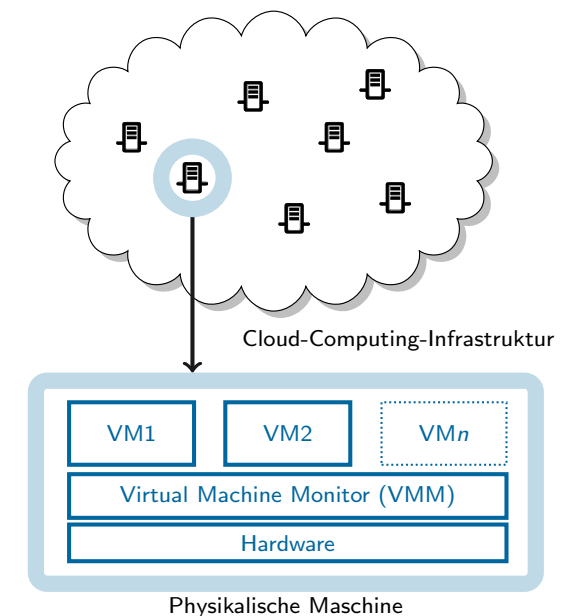 Cloud-Computing-Infrastruktur
VM1
VM2
VMn
Virtual Machine Monitor (VMM)
Hardware
Physikalische Maschine